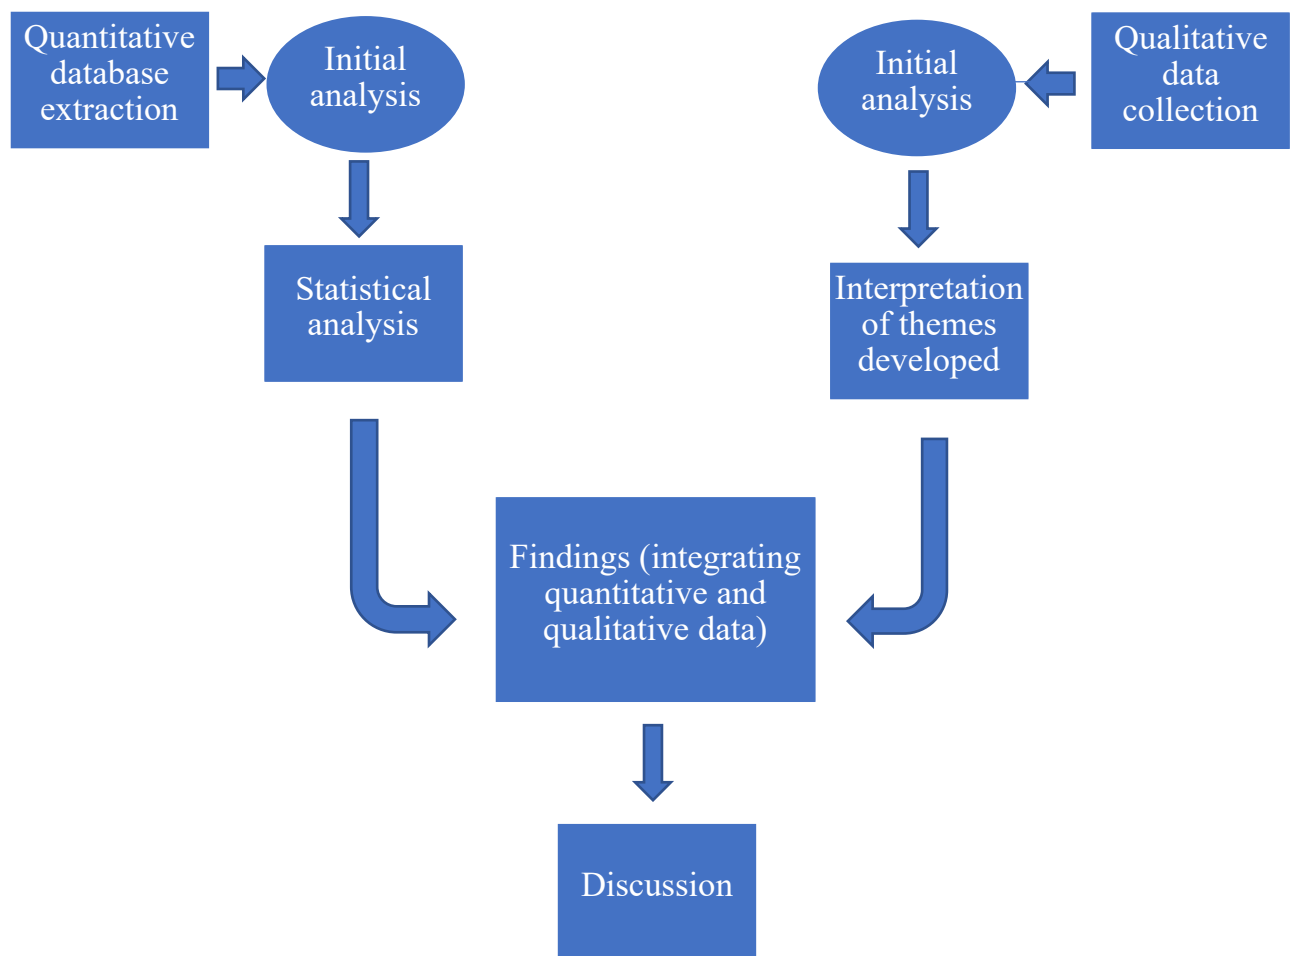 Quantitative
database
extraction
Initial
analysis
Initial
analysis
Qualitative
data
collection
Statistical
analysis
Interpretation
of themes
developed
Findings (integrating
quantitative and
qualitative data)
Discussion